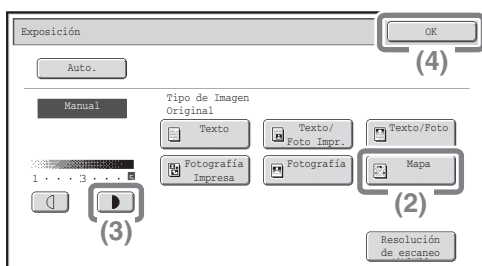 Exposición
OK
(4)
Auto.
Manual
Tipo de Imagen
Original
Texto
Texto/
Foto Impr.
Texto/Foto
Fotografía
Impresa
Fotografía
Mapa
(2)
1 · · · 3 · · · 5
(3)
Resolución
de escaneo